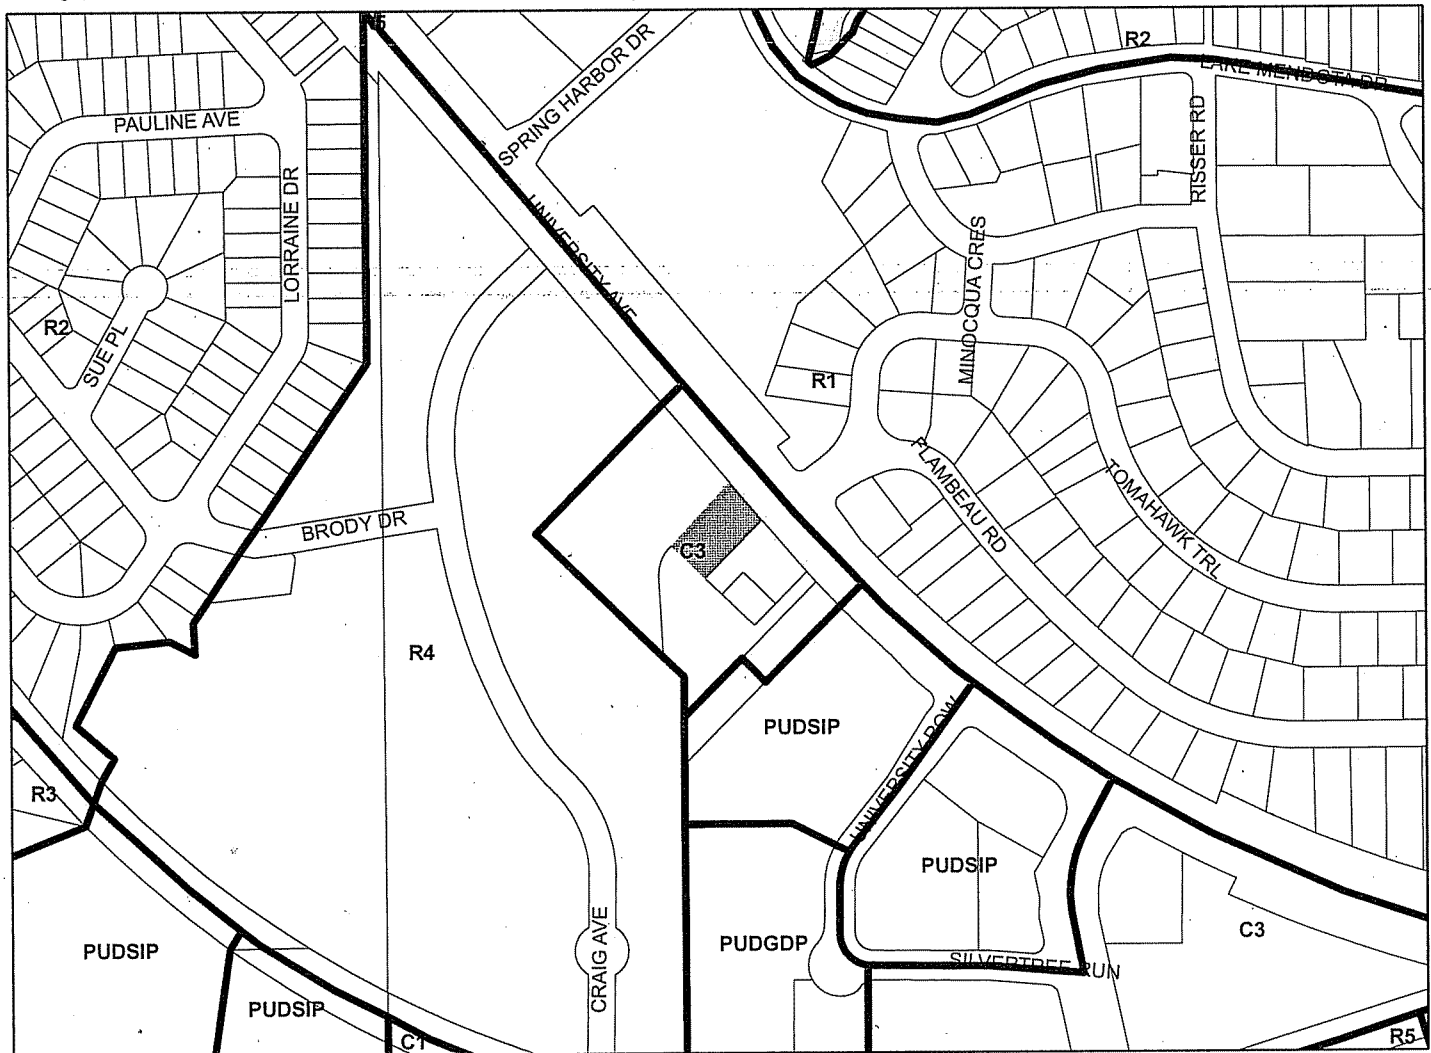 R5
R2
LAKE MENDOTA DR
SPRING HARBOR DR
PAULINE AVE
RISSER RD
LORRAINE DR
UNIVERSITY AVE
MINOCQUA CRES
R2
SUE PL
R1
FLAMBEAU RD
TOMAHAWK TRL
BRODY DR
C3
R4
PUDSIP
UNIVERSITY ROW
R3
PUDSIP
PUDSIP
PUDGDP
C3
CRAIG AVE
SILVERTREE RUN
PUDSIP
C1
R5